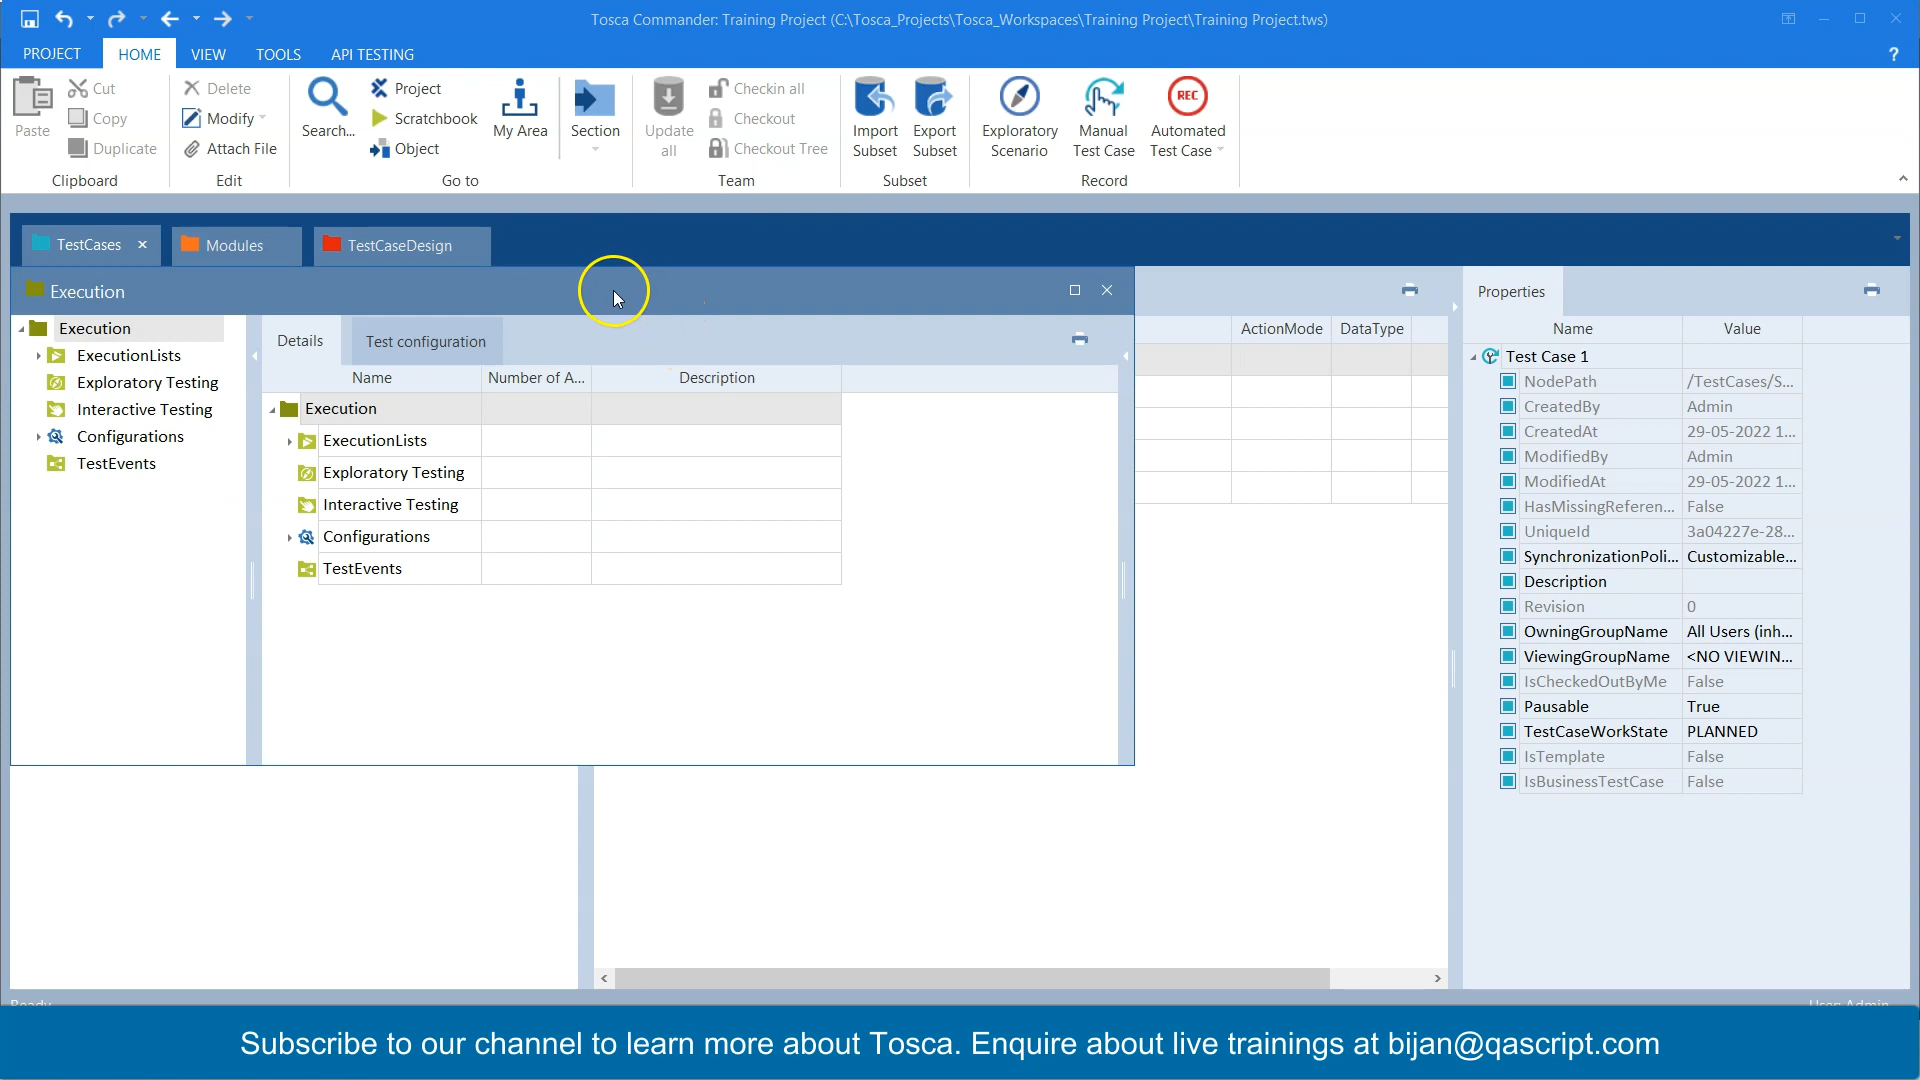 Tosca Commander: Training Project (C:\Tosca_Projects\Tosca_Workspaces\Training Project\Training Project.tws)
PROJECT HOME VIEW TOOLS API TESTING ?
Paste
Cut
Copy
Duplicate
Clipboard
Delete
Modify
Attach File
Edit
Search...
Project
Scratchbook
Object
My Area
Section
Go to
Update all
Checkin all
Checkout
Checkout Tree
Team
Import Subset
Export Subset
Subset
Exploratory Scenario
Manual Test Case
REC
Automated Test Case
Record
TestCases Modules TestCaseDesign
Execution
Execution
ExecutionLists
Exploratory Testing
Interactive Testing
Configurations
TestEvents
Details Test configuration
Name Number of A... Description
Execution
ExecutionLists
Exploratory Testing
Interactive Testing
Configurations
TestEvents
ActionMode DataType
Properties
Name Value
Test Case 1
NodePath /TestCases/S...
CreatedBy Admin
CreatedAt 29-05-2022 1...
ModifiedBy Admin
ModifiedAt 29-05-2022 1...
HasMissingReferen... False
UniqueId 3a04227e-28...
SynchronizationPoli... Customizable...
Description
Revision 0
OwningGroupName All Users (inh...
ViewingGroupName <NO VIEWIN...
IsCheckedOutByMe False
Pausable True
TestCaseWorkState PLANNED
IsTemplate False
IsBusinessTestCase False
Ready User: Admin
Subscribe to our channel to learn more about Tosca. Enquire about live trainings at bijan@qascript.com